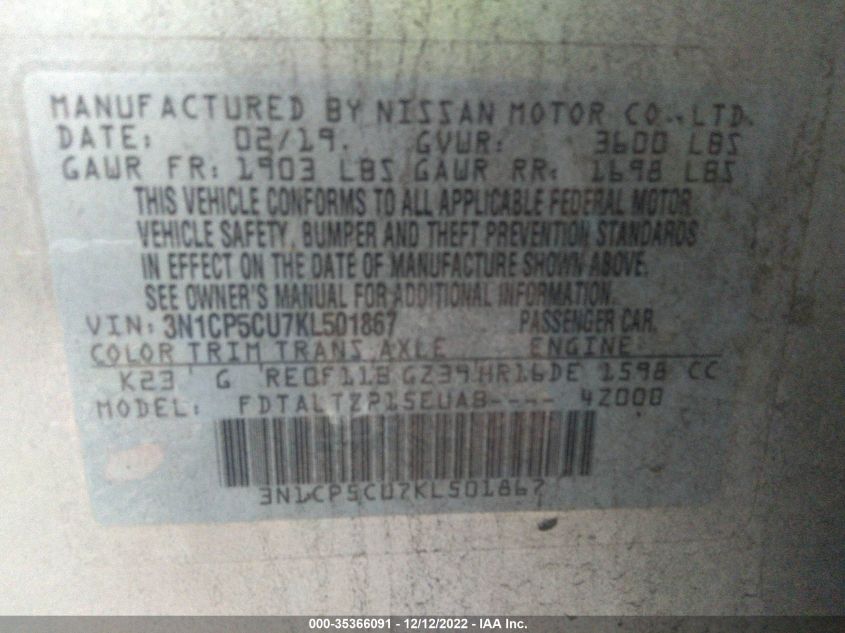 MANUFACTURED BY NISSAN MOTOR CO., LTD.
DATE: 02/19. GVWR: 3600 LBS
GAWR FR: 1903 LBS GAWR RR: 1698 LBS
THIS VEHICLE CONFORMS TO ALL APPLICABLE FEDERAL MOTOR
VEHICLE SAFETY, BUMPER AND THEFT PREVENTION STANDARDS
IN EFFECT ON THE DATE OF MANUFACTURE SHOWN ABOVE.
SEE OWNER'S MANUAL FOR ADDITIONAL INFORMATION
VIN: 3N1CP5CU7KL501867 PASSENGER CAR.
COLOR TRIM TRANS AXLE ENGINE
K23 G RE0F11B GZ39 HR16DE 1598 CC
MODEL: FDTALTZP15EUA8---- 4Z000
3N1CP5CU7KL501867
000-35366091 - 12/12/2022 - IAA Inc.